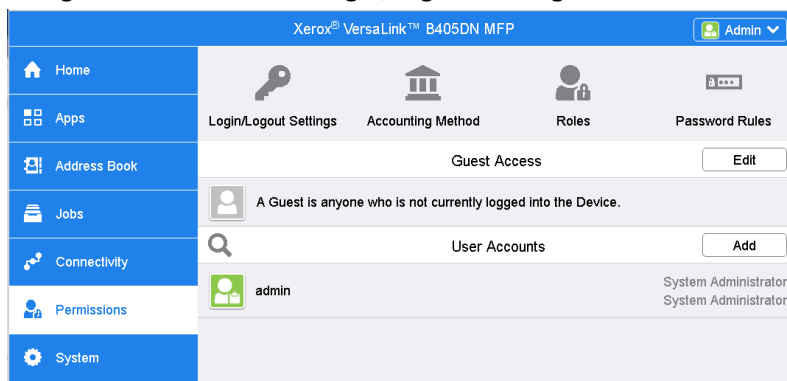 Xerox® VersaLink™ B405DN MFP
Admin
Home
Apps
Address Book
Jobs
Connectivity
Permissions
System
Login/Logout Settings
Accounting Method
Roles
Password Rules
Guest Access
Edit
A Guest is anyone who is not currently logged into the Device.
User Accounts
Add
admin
System Administrator
System Administrator